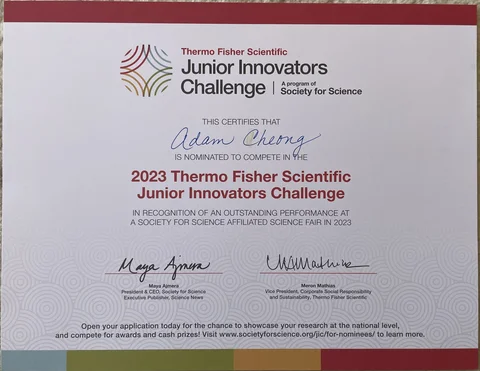 Thermo Fisher Scientific
Junior Innovators
Challenge
A program of
Society for Science
THIS CERTIFIES THAT
Adam Cheong
IS NOMINATED TO COMPETE IN THE
2023 Thermo Fisher Scientific
Junior Innovators Challenge
IN RECOGNITION OF AN OUTSTANDING PERFORMANCE AT
A SOCIETY FOR SCIENCE AFFILIATED SCIENCE FAIR IN 2023
Maya Ajmera
Maya Ajmera
President & CEO, Society for Science
Executive Publisher, Science News
Meron Mathias
Vice President, Corporate Social Responsibility
and Sustainability, Thermo Fisher Scientific
Open your application today for the chance to showcase your research at the national level,
and compete for awards and cash prizes! Visit www.societyforscience.org/jic/for-nominees/ to learn more.